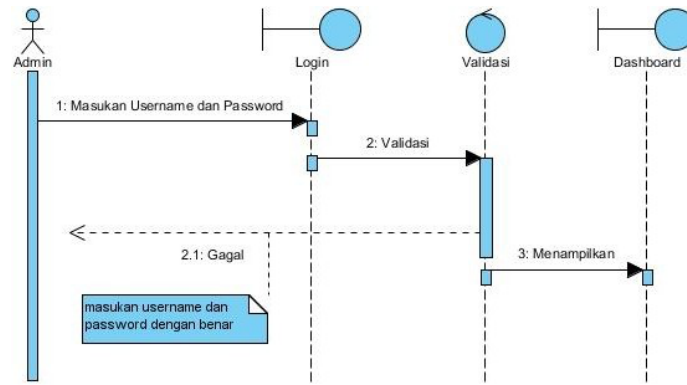 Admin
Login
Validasi
Dashboard
1: Masukan Username dan Password
2: Validasi
2.1: Gagal
3: Menampilkan
masukan username dan
password dengan benar